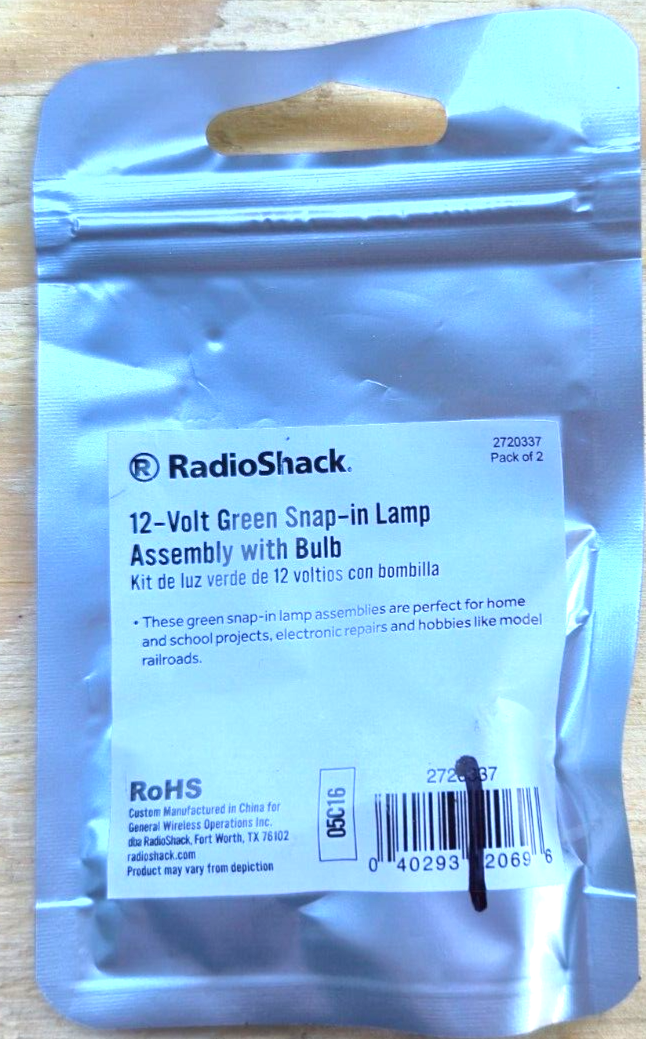 ® RadioShack.
2720337
Pack of 2
12-Volt Green Snap-in Lamp
Assembly with Bulb
Kit de luz verde de 12 voltios con bombilla
• These green snap-in lamp assemblies are perfect for home
and school projects, electronic repairs and hobbies like model
railroads.
RoHS
Custom Manufactured in China for
General Wireless Operations Inc.
dba RadioShack, Fort Worth, TX 76102
radioshack.com
Product may vary from depiction
05C16
2720337
0 40293 2069 6